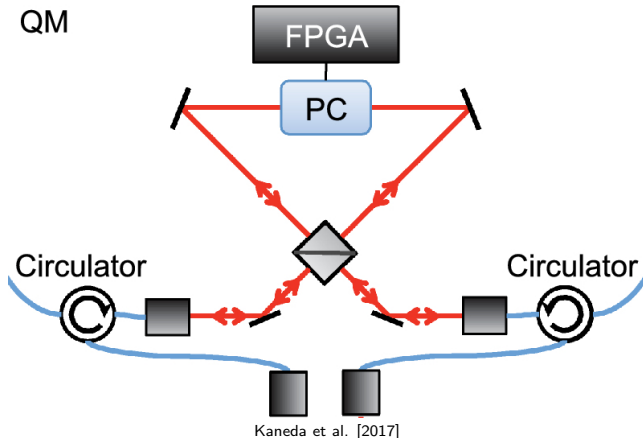 QM
FPGA
PC
Circulator
Circulator
Kaneda et al. [2017]